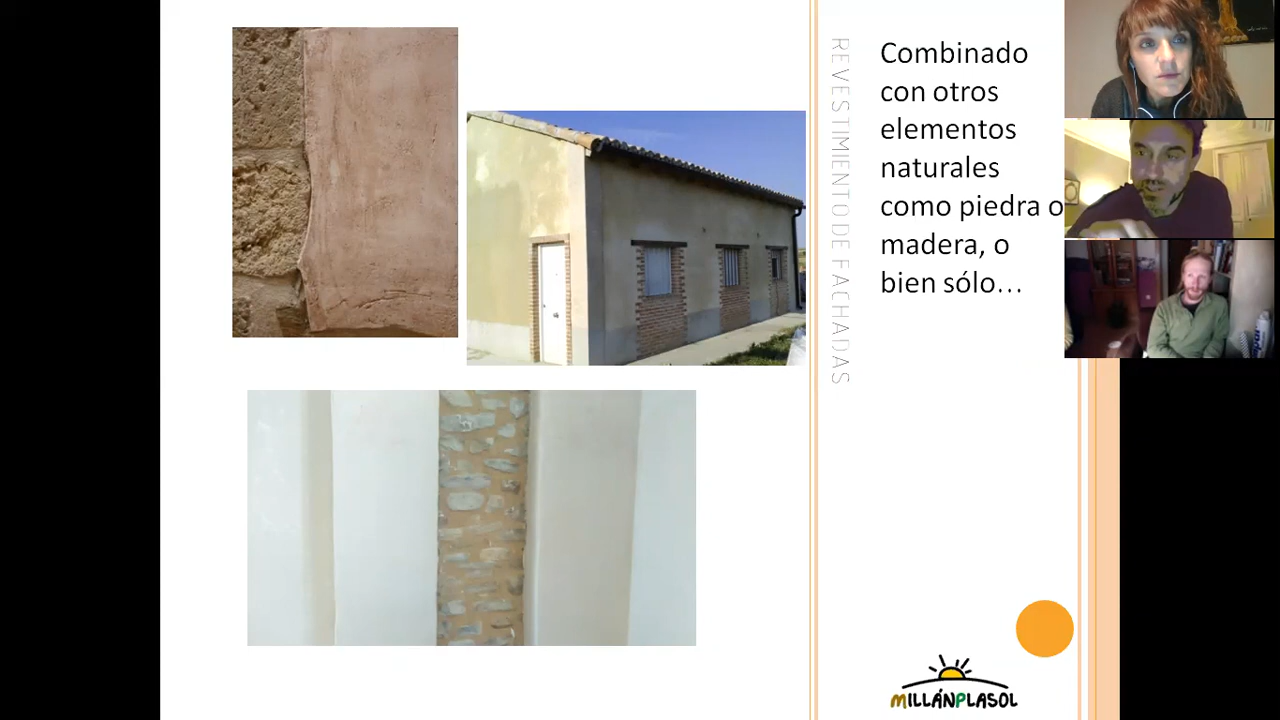 REVESTIMIENTO DE FACHADAS
Combinado
con otros
elementos
naturales
como piedra o
madera, o
bien sólo…
MILLÁNPLASOL